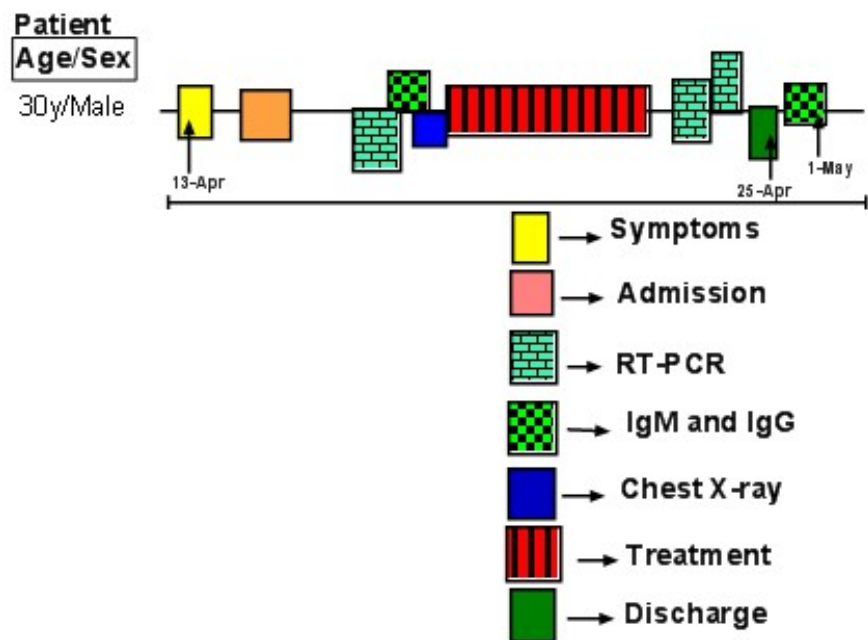 Patient
Age/Sex
30y/Male
13-Apr
25-Apr
1-May
Symptoms
Admission
RT-PCR
IgM and IgG
Chest X-ray
Treatment
Discharge